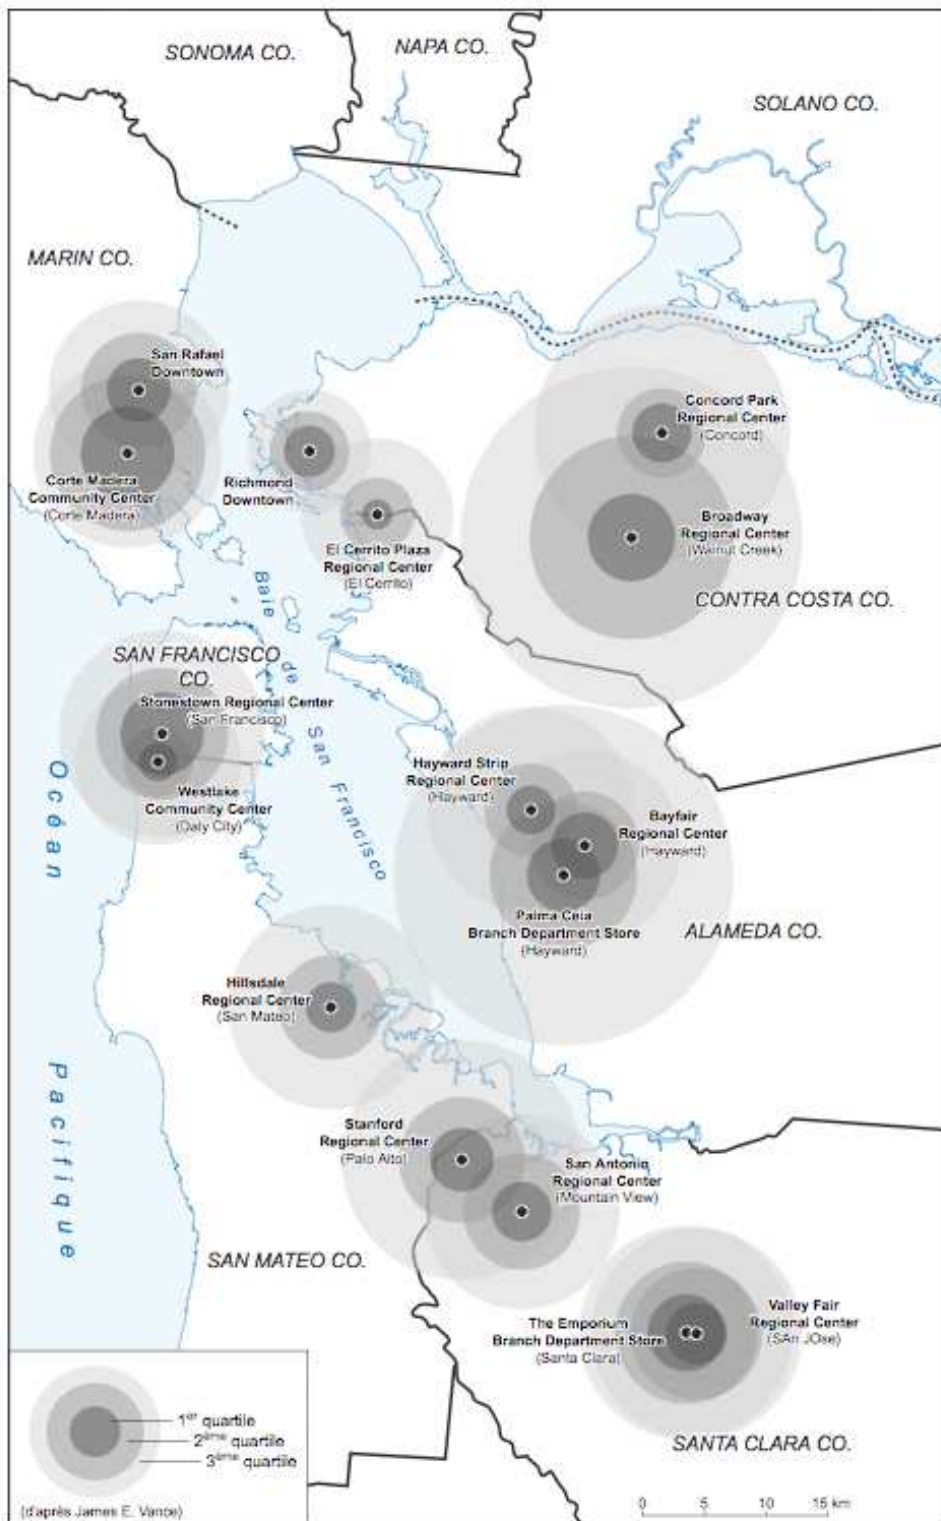 SONOMA CO.
NAPA CO.
SOLANO CO.
MARIN CO.
San Rafael
Downtown
Corte Madera
Community Center
(Corte Madera)
Richmond
Downtown
El Cerrito Plaza
Regional Center
(El Cerrito)
Concord Park
Regional Center
(Concord)
Broadway
Regional Center
(Walnut Creek)
CONTRA COSTA CO.
Baie de San Francisco
SAN FRANCISCO
CO.
Stonestown Regional Center
(San Francisco)
Westlake
Community Center
(Daly City)
Hayward Strip
Regional Center
(Hayward)
Bayfair
Regional Center
(Hayward)
Palma Ceia
Branch Department Store
(Hayward)
ALAMEDA CO.
Océan Pacifique
Hillsdale
Regional Center
(San Mateo)
Stanford
Regional Center
(Palo Alto)
San Antonio
Regional Center
(Mountain View)
SAN MATEO CO.
The Emporium
Branch Department Store
(Santa Clara)
Valley Fair
Regional Center
(SAn JOse)
SANTA CLARA CO.
1er quartile
2ème quartile
3ème quartile
(d'après James E. Vance)
0 5 10 15 km